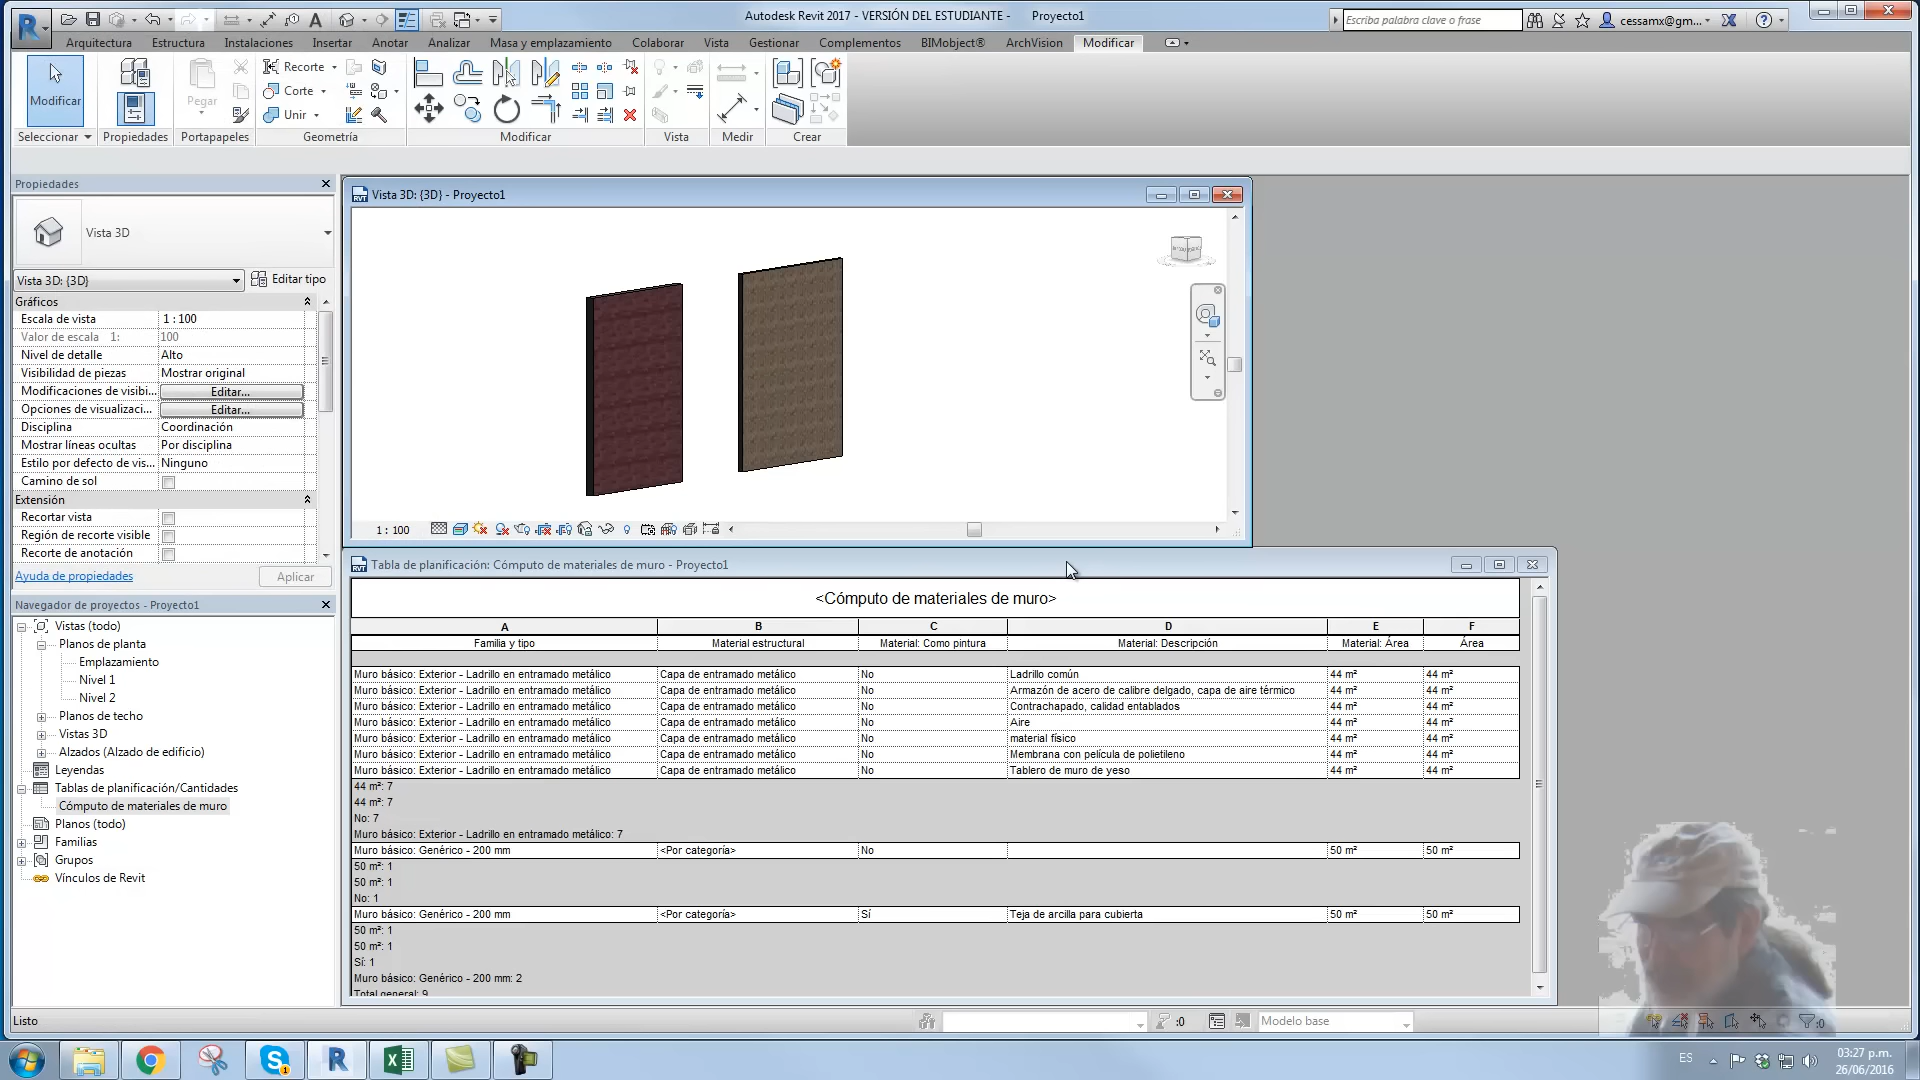 Autodesk Revit 2017 - VERSIÓN DEL ESTUDIANTE - Proyecto1
Escriba palabra clave o frase
cessamx@gm...
Arquitectura Estructura Instalaciones Insertar Anotar Analizar Masa y emplazamiento Colaborar Vista Gestionar Complementos BIMobject® ArchVision Modificar
Modificar
Pegar
Recorte
Corte
Unir
Seleccionar Propiedades Portapapeles Geometría Modificar Vista Medir Crear
Propiedades
Vista 3D
Vista 3D: {3D} Editar tipo
Gráficos
Escala de vista 1 : 100
Valor de escala 1: 100
Nivel de detalle Alto
Visibilidad de piezas Mostrar original
Modificaciones de visibi... Editar...
Opciones de visualizaci... Editar...
Disciplina Coordinación
Mostrar líneas ocultas Por disciplina
Estilo por defecto de vis... Ninguno
Camino de sol
Extensión
Recortar vista
Región de recorte visible
Recorte de anotación
Ayuda de propiedades Aplicar
Navegador de proyectos - Proyecto1
Vistas (todo)
Planos de planta
Emplazamiento
Nivel 1
Nivel 2
Planos de techo
Vistas 3D
Alzados (Alzado de edificio)
Leyendas
Tablas de planificación/Cantidades
Cómputo de materiales de muro
Planos (todo)
Familias
Grupos
Vínculos de Revit
Vista 3D: {3D} - Proyecto1
1 : 100
Tabla de planificación: Cómputo de materiales de muro - Proyecto1
<Cómputo de materiales de muro>
A B C D E F
Familia y tipo Material estructural Material: Como pintura Material: Descripción Material: Área Área
Muro básico: Exterior - Ladrillo en entramado metálico Capa de entramado metálico No Ladrillo común 44 m² 44 m²
Muro básico: Exterior - Ladrillo en entramado metálico Capa de entramado metálico No Armazón de acero de calibre delgado, capa de aire térmico 44 m² 44 m²
Muro básico: Exterior - Ladrillo en entramado metálico Capa de entramado metálico No Contrachapado, calidad entablados 44 m² 44 m²
Muro básico: Exterior - Ladrillo en entramado metálico Capa de entramado metálico No Aire 44 m² 44 m²
Muro básico: Exterior - Ladrillo en entramado metálico Capa de entramado metálico No material físico 44 m² 44 m²
Muro básico: Exterior - Ladrillo en entramado metálico Capa de entramado metálico No Membrana con película de polietileno 44 m² 44 m²
Muro básico: Exterior - Ladrillo en entramado metálico Capa de entramado metálico No Tablero de muro de yeso 44 m² 44 m²
44 m²: 7
44 m²: 7
No: 7
Muro básico: Exterior - Ladrillo en entramado metálico: 7
Muro básico: Genérico - 200 mm <Por categoría> No 50 m² 50 m²
50 m²: 1
50 m²: 1
No: 1
Muro básico: Genérico - 200 mm <Por categoría> Sí Teja de arcilla para cubierta 50 m² 50 m²
50 m²: 1
50 m²: 1
Sí: 1
Muro básico: Genérico - 200 mm: 2
Total general: 9
Listo
:0
Modelo base
:0
ES
03:27 p.m.
26/06/2016